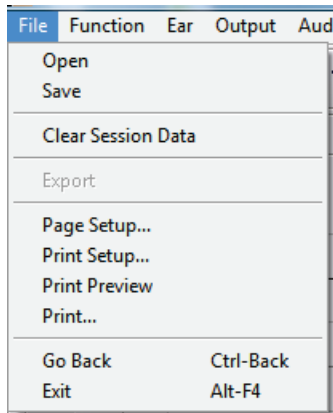 File Function Ear Output Aud
Open
Save
Clear Session Data
Export
Page Setup...
Print Setup...
Print Preview
Print...
Go Back Ctrl-Back
Exit Alt-F4